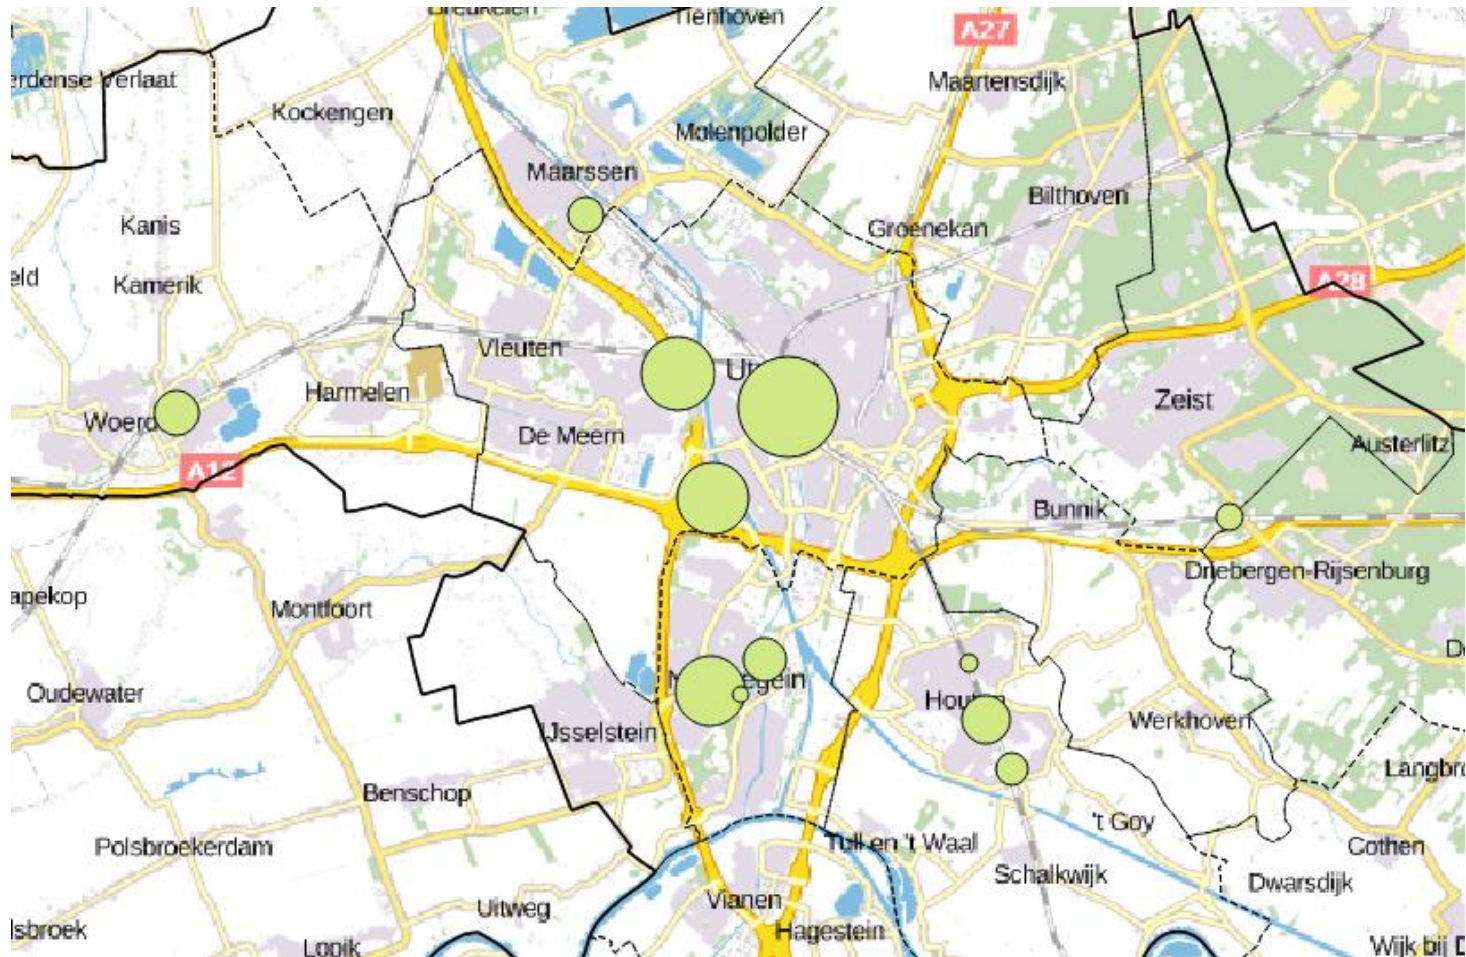 Tienhoven
A27
Maartensdijk
Kockengen
Molenpolder
Maarssen
Bilthoven
Kanis
Groenekan
Kamerik
A28
Vleuten
Harmelen
Zeist
De Meern
Austerlitz
A12
Bunnik
Driebergen-Rijsenburg
Montfoort
Oudewater
IJsselstein
Werkhoven
Langbro
Benschop
't Goy
Polsbroekerdam
Tull en 't Waal
Cothen
Schalkwijk
Dwarsdijk
Vianen
Uitweg
Hagestein
lsbroek
Lopik
Wijk bij D